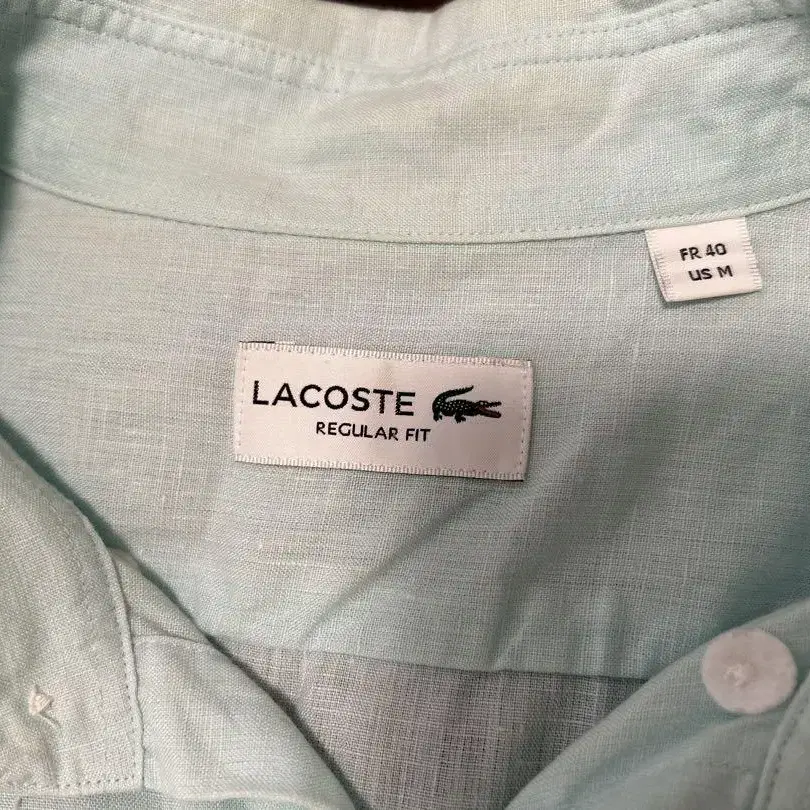 FR 40
US M
LACOSTE
REGULAR FIT